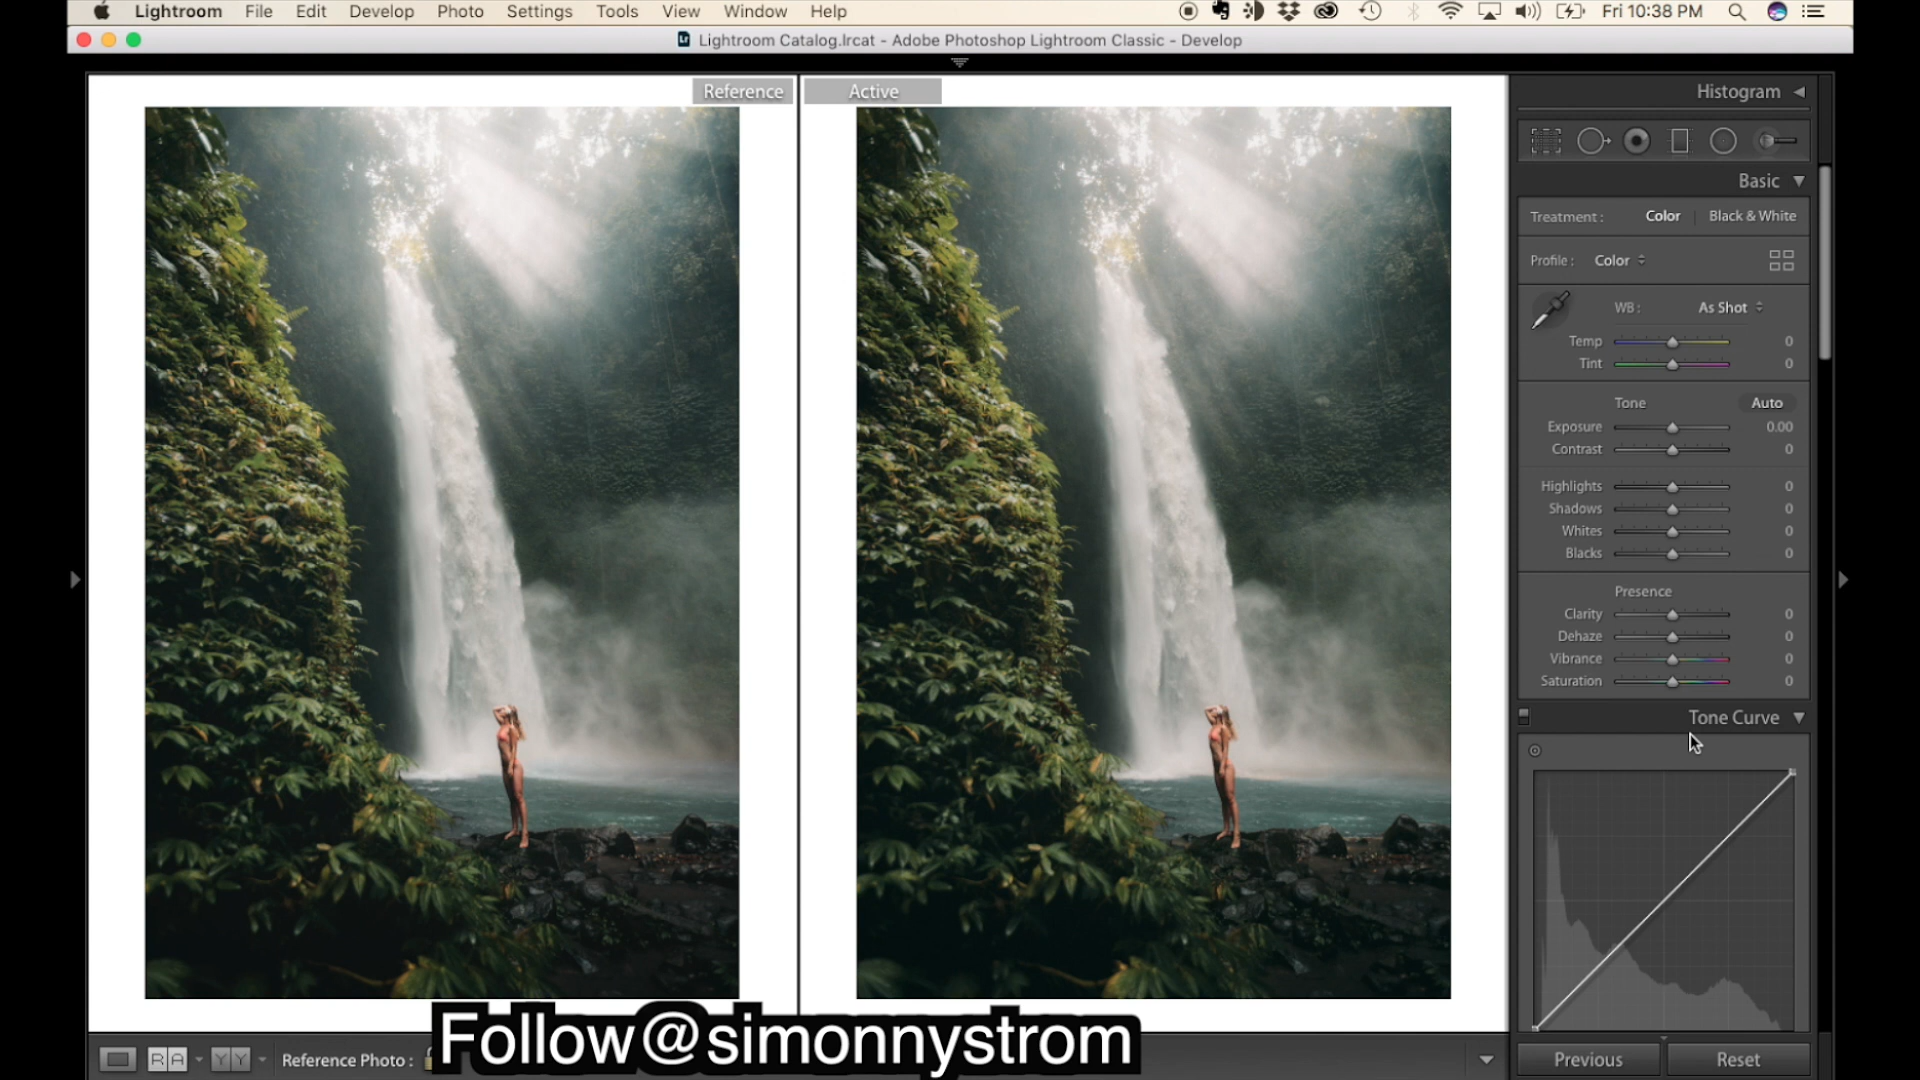 Lightroom File Edit Develop Photo Settings Tools View Window Help Fri 10:38 PM
Lightroom Catalog.lrcat - Adobe Photoshop Lightroom Classic - Develop
Reference Active
Histogram
Basic
Treatment : Color Black & White
Profile : Color
WB : As Shot
Temp 0
Tint 0
Tone Auto
Exposure 0.00
Contrast 0
Highlights 0
Shadows 0
Whites 0
Blacks 0
Presence
Clarity 0
Dehaze 0
Vibrance 0
Saturation 0
Tone Curve
R A Y Y Reference Photo : Follow@simonnystrom
Previous Reset